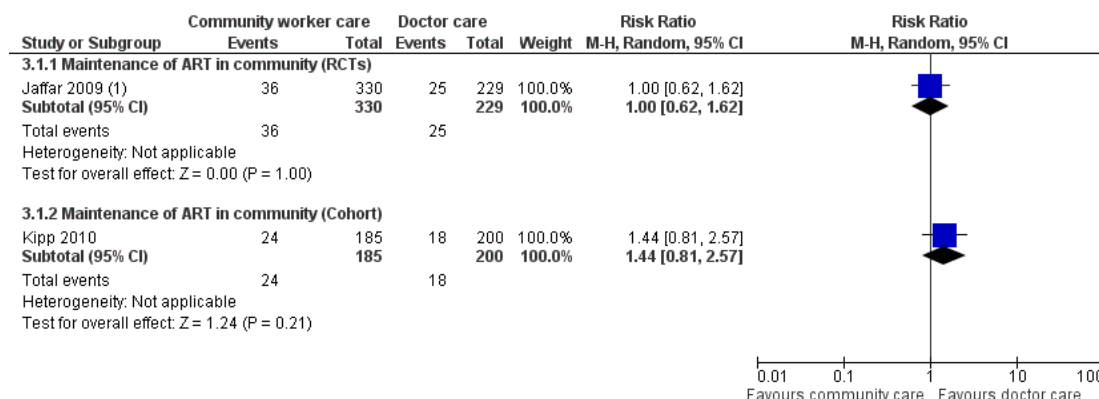 Community worker care Doctor care Risk Ratio Risk Ratio
Study or Subgroup Events Total Events Total Weight M-H, Random, 95% CI M-H, Random, 95% CI
3.1.1 Maintenance of ART in community (RCTs)
Jaffar 2009 (1) 36 330 25 229 100.0% 1.00 [0.62, 1.62]
Subtotal (95% CI) 330 229 100.0% 1.00 [0.62, 1.62]
Total events 36 25
Heterogeneity: Not applicable
Test for overall effect: Z = 0.00 (P = 1.00)
3.1.2 Maintenance of ART in community (Cohort)
Kipp 2010 24 185 18 200 100.0% 1.44 [0.81, 2.57]
Subtotal (95% CI) 185 200 100.0% 1.44 [0.81, 2.57]
Total events 24 18
Heterogeneity: Not applicable
Test for overall effect: Z = 1.24 (P = 0.21)
0.01 0.1 1 10 100
Favours community care Favours doctor care